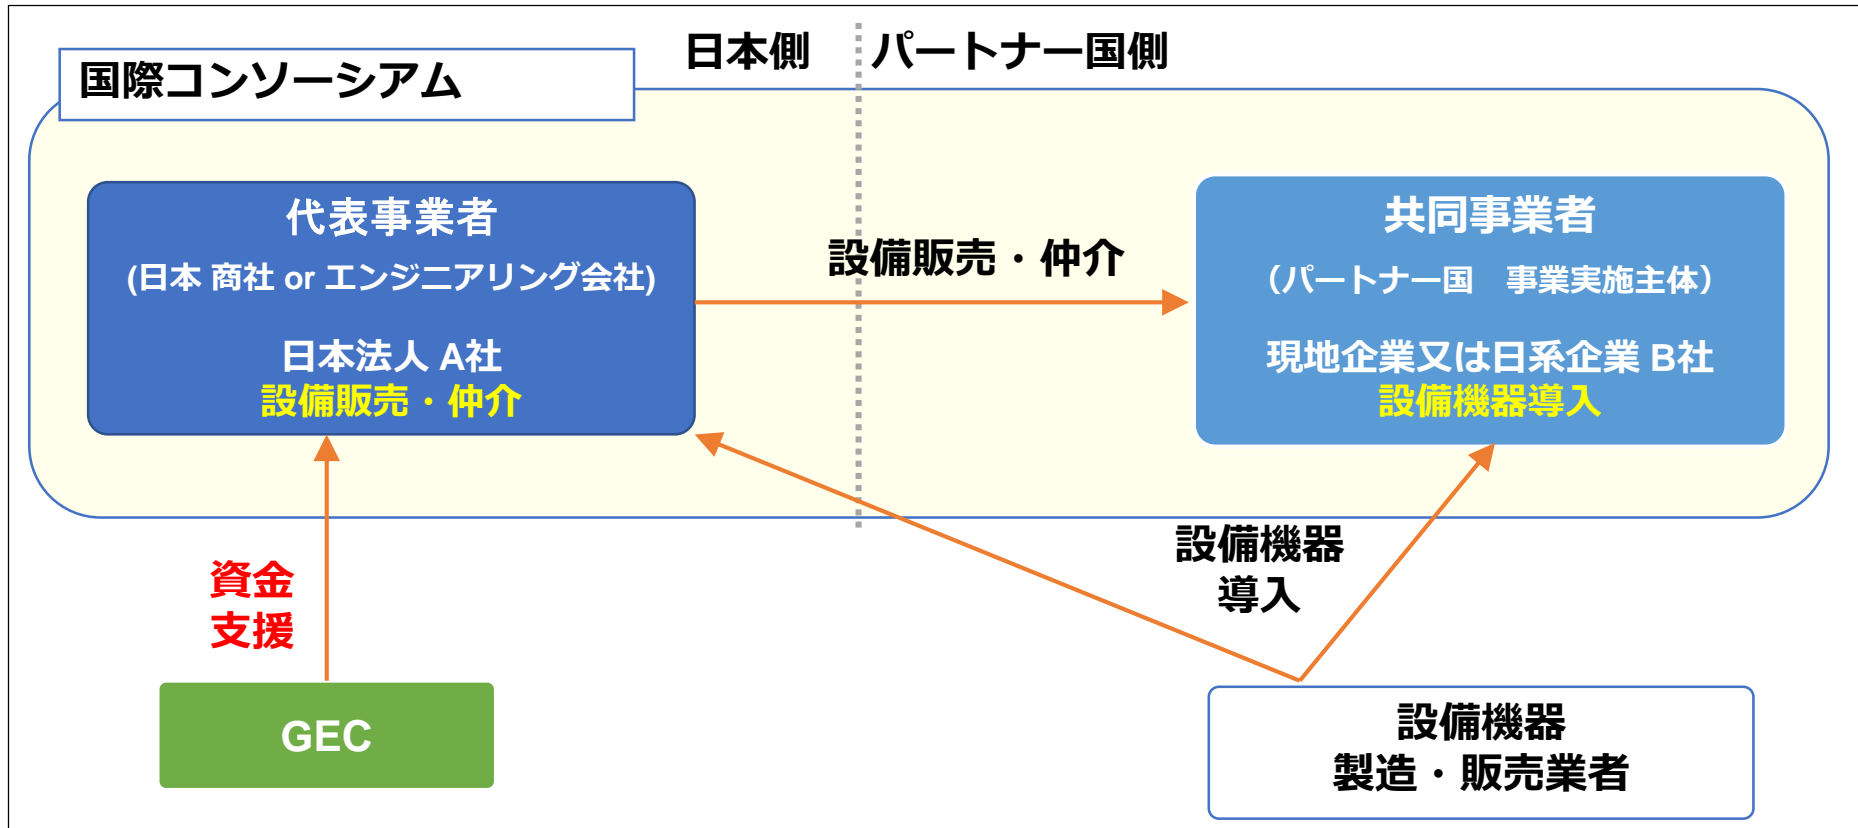 日本側
パートナー国側
国際コンソーシアム
代表事業者
(日本 商社 or エンジニアリング会社)
日本法人 A社
設備販売・仲介
設備販売・仲介
共同事業者
（パートナー国　事業実施主体）
現地企業又は日系企業 B社
設備機器導入
資金
支援
設備機器
導入
GEC
設備機器
製造・販売業者